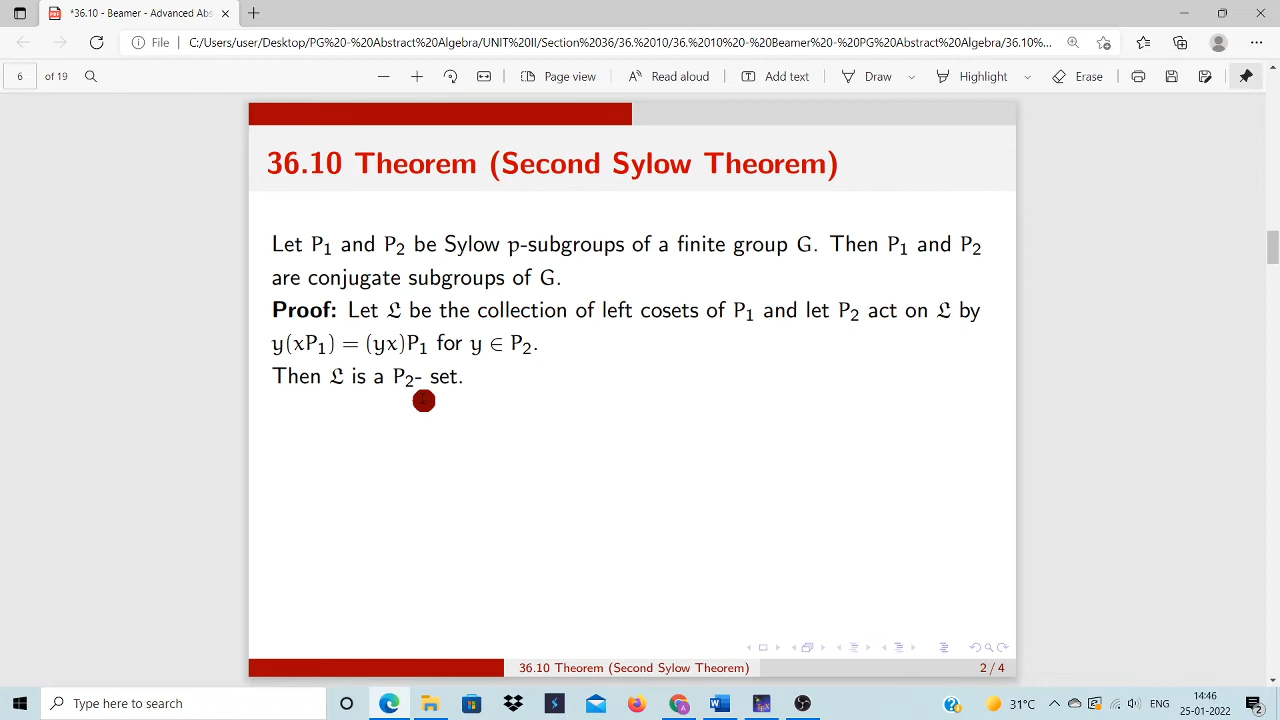 *36.10 - Beamer - Advanced Abs
File
C:/Users/user/Desktop/PG%20-%20Abstract%20Algebra/UNIT%20II/Section%2036/36.%2010/36.%2010%20-%20Beamer%20-%20PG%20Abstract%20Algebra/36.10%...
6 of 19
Page view
Read aloud
Add text
Draw
Highlight
Erase
36.10 Theorem (Second Sylow Theorem)
Let P₁ and P₂ be Sylow p-subgroups of a finite group G. Then P₁ and P₂
are conjugate subgroups of G.
Proof: Let 𝔏 be the collection of left cosets of P₁ and let P₂ act on 𝔏 by
y(xP₁) = (yx)P₁ for y ∈ P₂.
Then 𝔏 is a P₂- set.
36.10 Theorem (Second Sylow Theorem)
2 / 4
Type here to search
31°C
ENG
14:46
25-01-2022
2